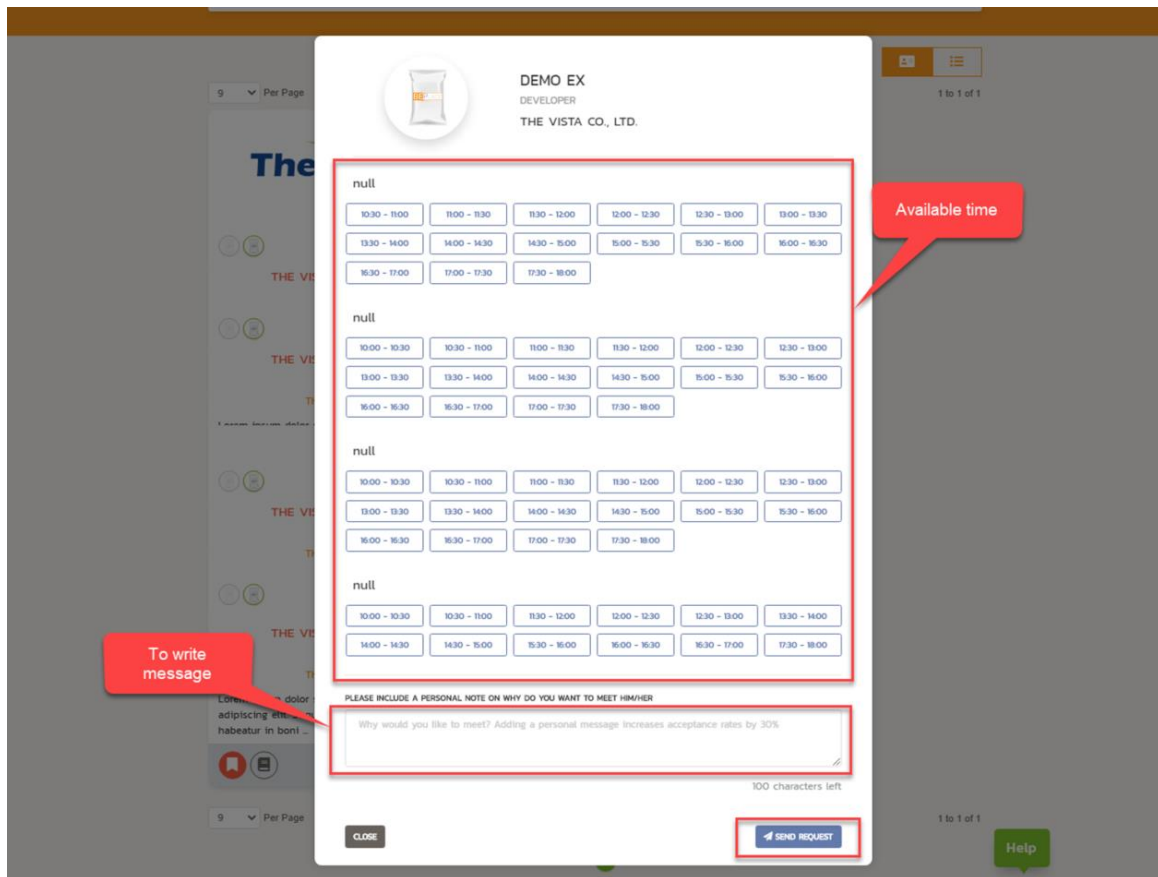 9 Per Page
1 to 1 of 1
DEMO EX
DEVELOPER
THE VISTA CO., LTD.
The
null
10:30 - 11:00 11:00 - 11:30 11:30 - 12:00 12:00 - 12:30 12:30 - 13:00 13:00 - 13:30
13:30 - 14:00 14:00 - 14:30 14:30 - 15:00 15:00 - 15:30 15:30 - 16:00 16:00 - 16:30
16:30 - 17:00 17:00 - 17:30 17:30 - 18:00
Available time
THE
null
10:00 - 10:30 10:30 - 11:00 11:00 - 11:30 11:30 - 12:00 12:00 - 12:30 12:30 - 13:00
13:00 - 13:30 13:30 - 14:00 14:00 - 14:30 14:30 - 15:00 15:00 - 15:30 15:30 - 16:00
16:00 - 16:30 16:30 - 17:00 17:00 - 17:30 17:30 - 18:00
THE
null
10:00 - 10:30 10:30 - 11:00 11:00 - 11:30 11:30 - 12:00 12:00 - 12:30 12:30 - 13:00
13:00 - 13:30 13:30 - 14:00 14:00 - 14:30 14:30 - 15:00 15:00 - 15:30 15:30 - 16:00
16:00 - 16:30 16:30 - 17:00 17:00 - 17:30 17:30 - 18:00
THE
null
10:00 - 10:30 10:30 - 11:00 11:30 - 12:00 12:00 - 12:30 12:30 - 13:00 13:30 - 14:00
14:00 - 14:30 14:30 - 15:00 15:30 - 16:00 16:00 - 16:30 16:30 - 17:00 17:30 - 18:00
THE
To write
message
dolor
adipiscing
habeatur in boni ...
PLEASE INCLUDE A PERSONAL NOTE ON WHY DO YOU WANT TO MEET HIM/HER
Why would you like to meet? Adding a personal message increases acceptance rates by 30%
100 characters left
CLOSE
SEND REQUEST
9 Per Page
1 to 1 of 1
Help